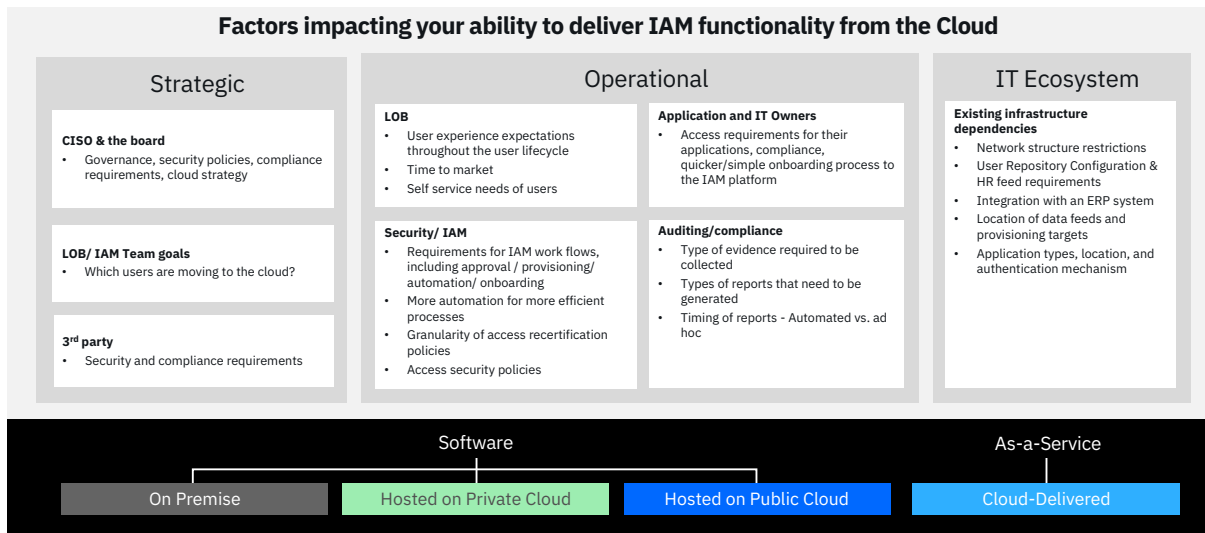 Factors impacting your ability to deliver IAM functionality from the Cloud
Strategic
CISO & the board
• Governance, security policies, compliance
requirements, cloud strategy
LOB/ IAM Team goals
• Which users are moving to the cloud?
3rd party
• Security and compliance requirements
Operational
LOB
• User experience expectations
throughout the user lifecycle
• Time to market
• Self service needs of users
Application and IT Owners
• Access requirements for their
applications, compliance,
quicker/simple onboarding process to
the IAM platform
Security/ IAM
• Requirements for IAM work flows,
including approval / provisioning/
automation/ onboarding
• More automation for more efficient
processes
• Granularity of access recertification
policies
• Access security policies
Auditing/compliance
• Type of evidence required to be
collected
• Types of reports that need to be
generated
• Timing of reports - Automated vs. ad
hoc
IT Ecosystem
Existing infrastructure
dependencies
• Network structure restrictions
• User Repository Configuration &
HR feed requirements
• Integration with an ERP system
• Location of data feeds and
provisioning targets
• Application types, location, and
authentication mechanism
Software
On Premise
Hosted on Private Cloud
Hosted on Public Cloud
As-a-Service
Cloud-Delivered